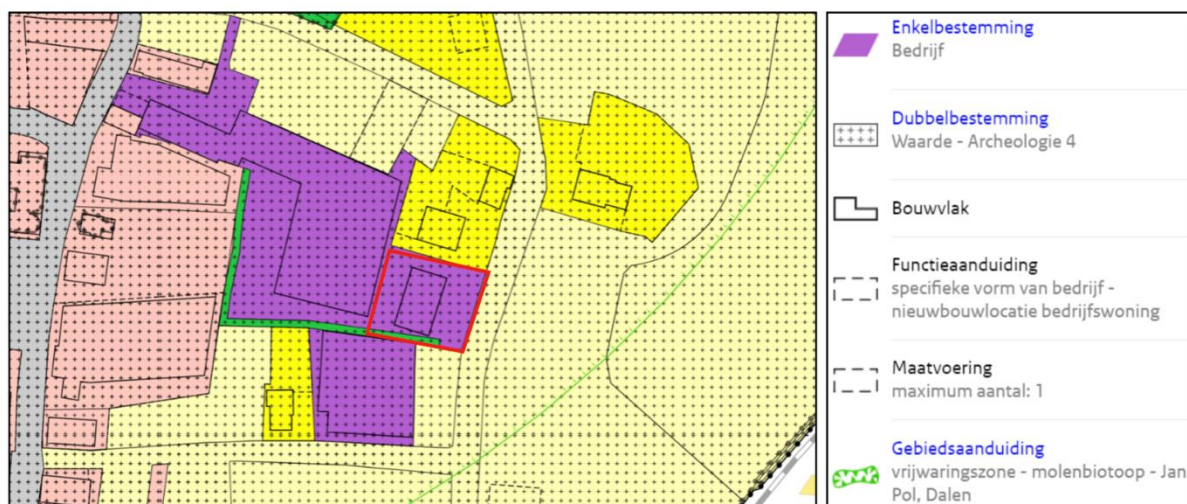 Enkelbestemming
Bedrijf
Dubbelbestemming
Waarde - Archeologie 4
Bouwvlak
Functieaanduiding
specifieke vorm van bedrijf -
nieuwbouwlocatie bedrijfswoning
Maatvoering
maximum aantal: 1
Gebiedsaanduiding
vrijwaringszone - molenbiotoop - Jan
Pol, Dalen